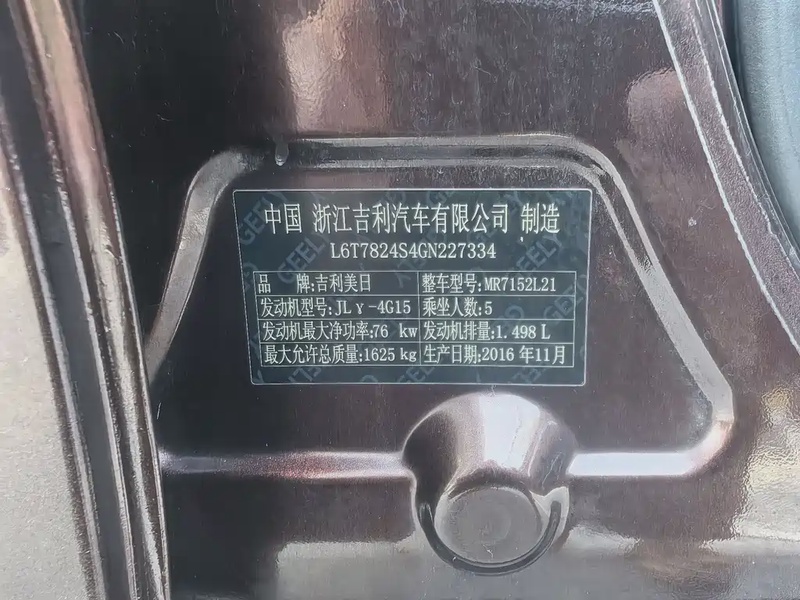 中国 浙江吉利汽车有限公司 制造
L6T7824S4GN227334
品 牌:吉利美日 整车型号:MR7152L21
发动机型号:JLγ-4G15 乘坐人数:5
发动机最大净功率:76 kw 发动机排量:1.498 L
最大允许总质量:1625 kg 生产日期:2016 年11月